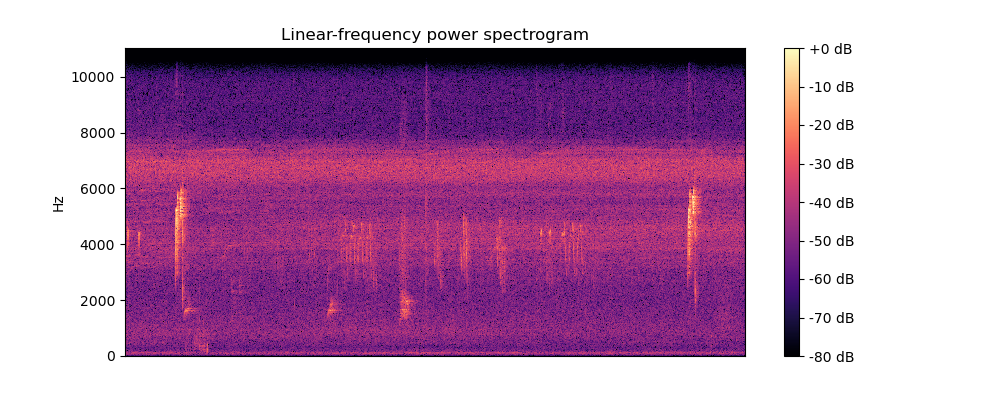 Linear-frequency power spectrogram
Hz
10000
8000
6000
4000
2000
0
+0 dB
-10 dB
-20 dB
-30 dB
-40 dB
-50 dB
-60 dB
-70 dB
-80 dB